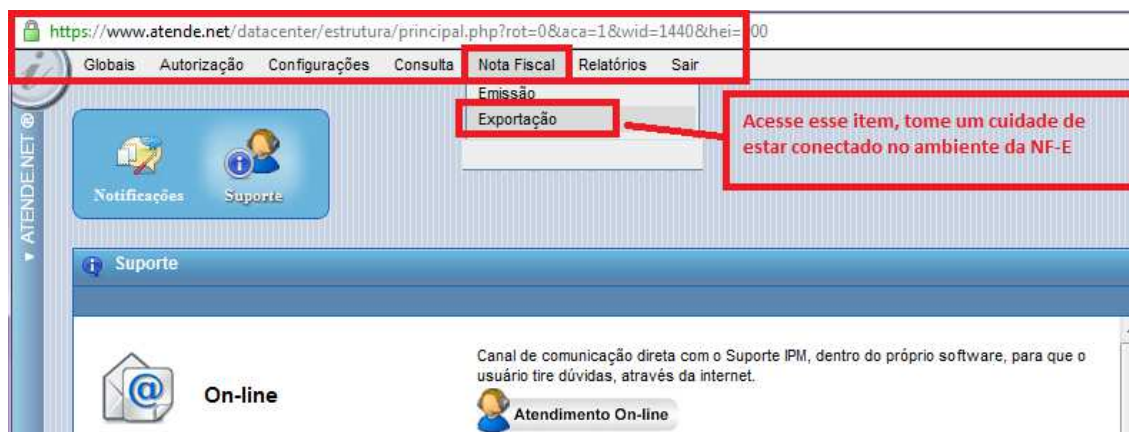 https://www.atende.net/datacenter/estrutura/principal.php?rot=0&aca=1&wid=1440&hei=900
Globais Autorização Configurações Consulta Nota Fiscal Relatórios Sair
Emissão
Exportação
Acesse esse item, tome um cuidado de
estar conectado no ambiente da NF-E
ATENDE.NET ®
Notificações Suporte
Suporte
On-line
Canal de comunicação direta com o Suporte IPM, dentro do próprio software, para que o
usuário tire dúvidas, através da internet.
Atendimento On-line